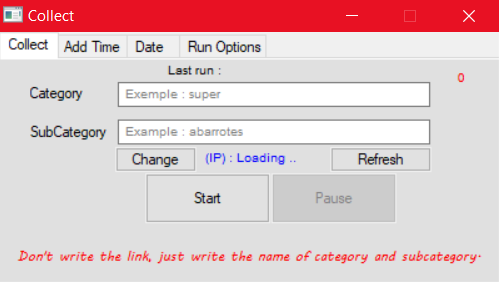 Collect
Collect Add Time Date Run Options
Last run :
0
Category Exemple : super
SubCategory Example : abarrotes
Change (IP) : Loading .. Refresh
Start Pause
Don't write the link, just write the name of category and subcategory.